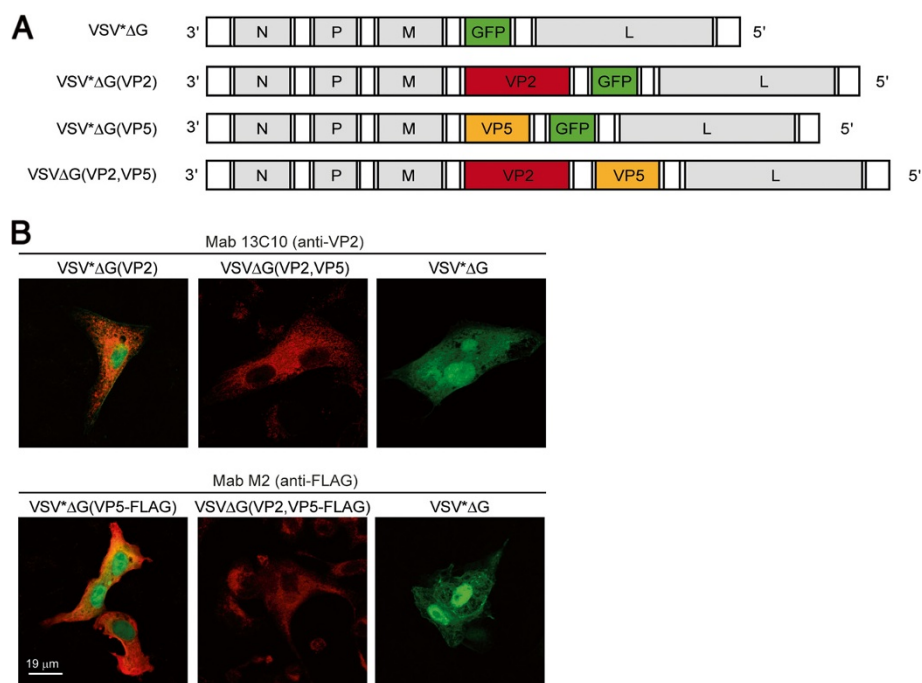 A
VSV*ΔG 3' N P M GFP L 5'
VSV*ΔG(VP2) 3' N P M VP2 GFP L 5'
VSV*ΔG(VP5) 3' N P M VP5 GFP L 5'
VSVΔG(VP2,VP5) 3' N P M VP2 VP5 L 5'
B
Mab 13C10 (anti-VP2)
VSV*ΔG(VP2) VSVΔG(VP2,VP5) VSV*ΔG
Mab M2 (anti-FLAG)
VSV*ΔG(VP5-FLAG) VSVΔG(VP2,VP5-FLAG) VSV*ΔG
19 μm